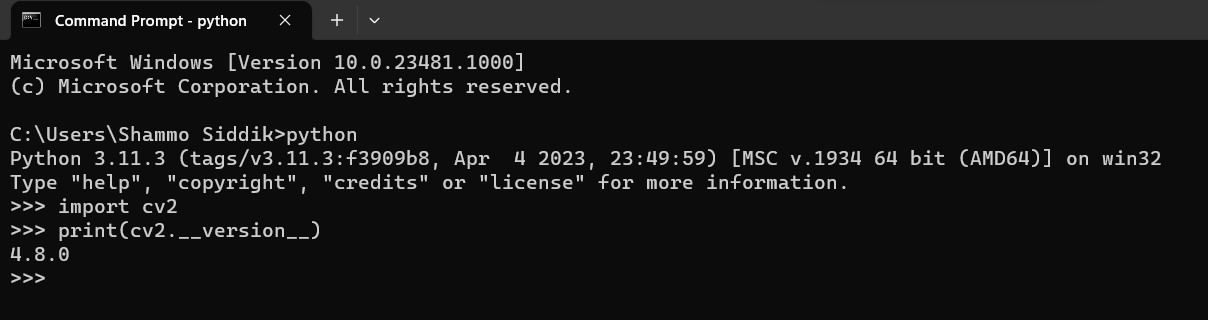 Command Prompt - python
Microsoft Windows [Version 10.0.23481.1000]
(c) Microsoft Corporation. All rights reserved.
C:\Users\Shammo Siddik>python
Python 3.11.3 (tags/v3.11.3:f3909b8, Apr  4 2023, 23:49:59) [MSC v.1934 64 bit (AMD64)] on win32
Type "help", "copyright", "credits" or "license" for more information.
>>> import cv2
>>> print(cv2.__version__)
4.8.0
>>>